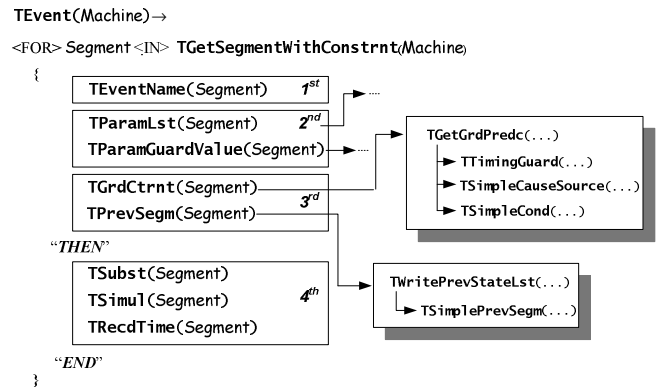 TEvent(Machine)→
<FOR> Segment <IN> TGetSegmentWithConstrnt(Machine)
{
TEventName(Segment) 1st
TParamLst(Segment) 2nd ....
TParamGuardValue(Segment) ....
TGrdCtrnt(Segment) 3rd
TPrevSegm(Segment)
TGetGrdPredc(...)
TTimingGuard(...)
TSimpleCauseSource(...)
TSimpleCond(...)
“THEN”
TSubst(Segment)
TSimul(Segment) 4th
TRecdTime(Segment)
TWritePrevStateLst(...)
TSimplePrevSegm(...)
“END”
}